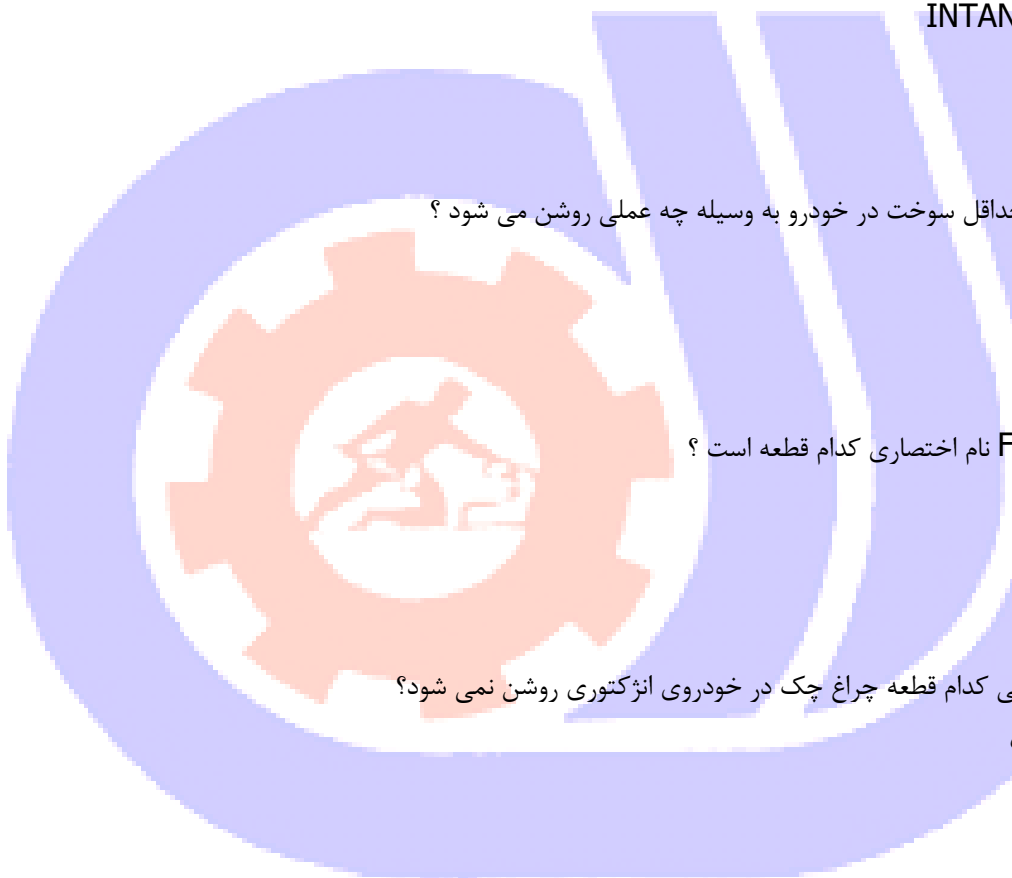 INTAN
حداقل سوخت در خودرو به وسیله چه عملی روشن می شود ؟
F نام اختصاری کدام قطعه است ؟
کدام قطعه چراغ چک در خودروی انژکتوری روشن نمی شود؟